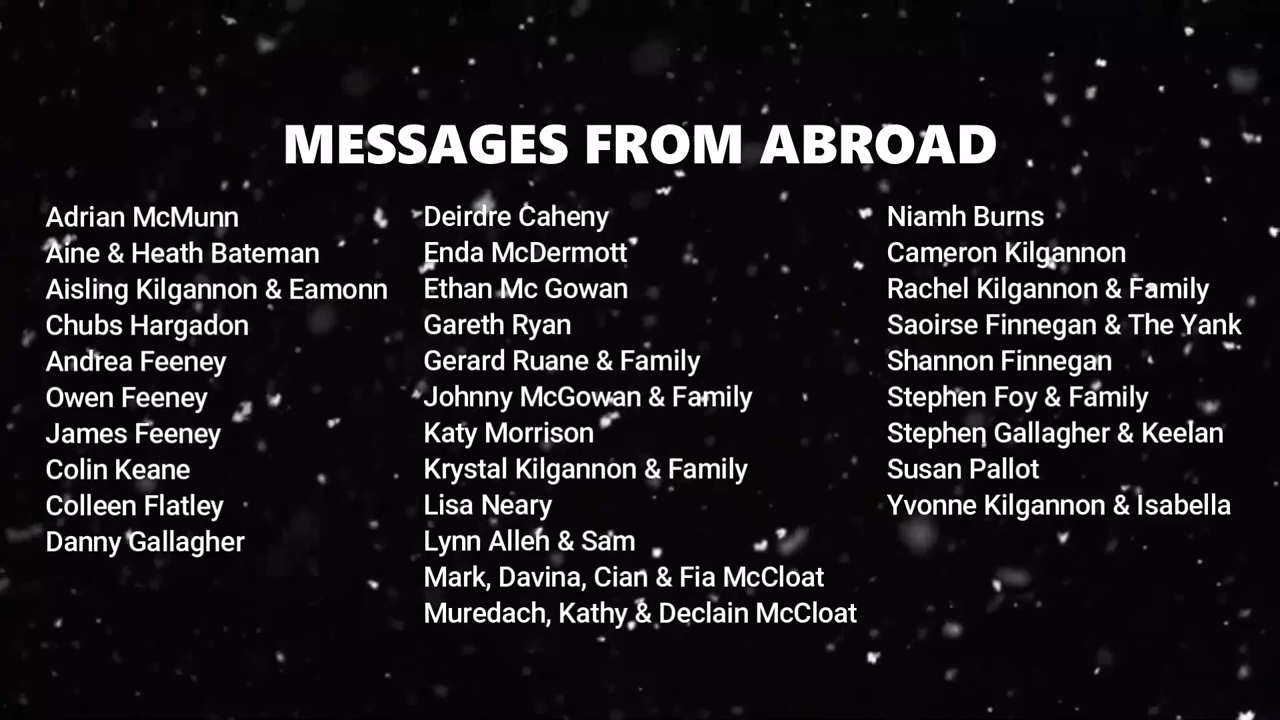 MESSAGES FROM ABROAD
Adrian McMunn
Aine & Heath Bateman
Aisling Kilgannon & Eamonn
Chubs Hargadon
Andrea Feeney
Owen Feeney
James Feeney
Colin Keane
Colleen Flatley
Danny Gallagher
Deirdre Caheny
Enda McDermott
Ethan Mc Gowan
Gareth Ryan
Gerard Ruane & Family
Johnny McGowan & Family
Katy Morrison
Krystal Kilgannon & Family
Lisa Neary
Lynn Alleh & Sam
Mark, Davina, Cian & Fia McCloat
Muredach, Kathy & Declain McCloat
Niamh Burns
Cameron Kilgannon
Rachel Kilgannon & Family
Saoirse Finnegan & The Yank
Shannon Finnegan
Stephen Foy & Family
Stephen Gallagher & Keelan
Susan Pallot
Yvonne Kilgannon & Isabella